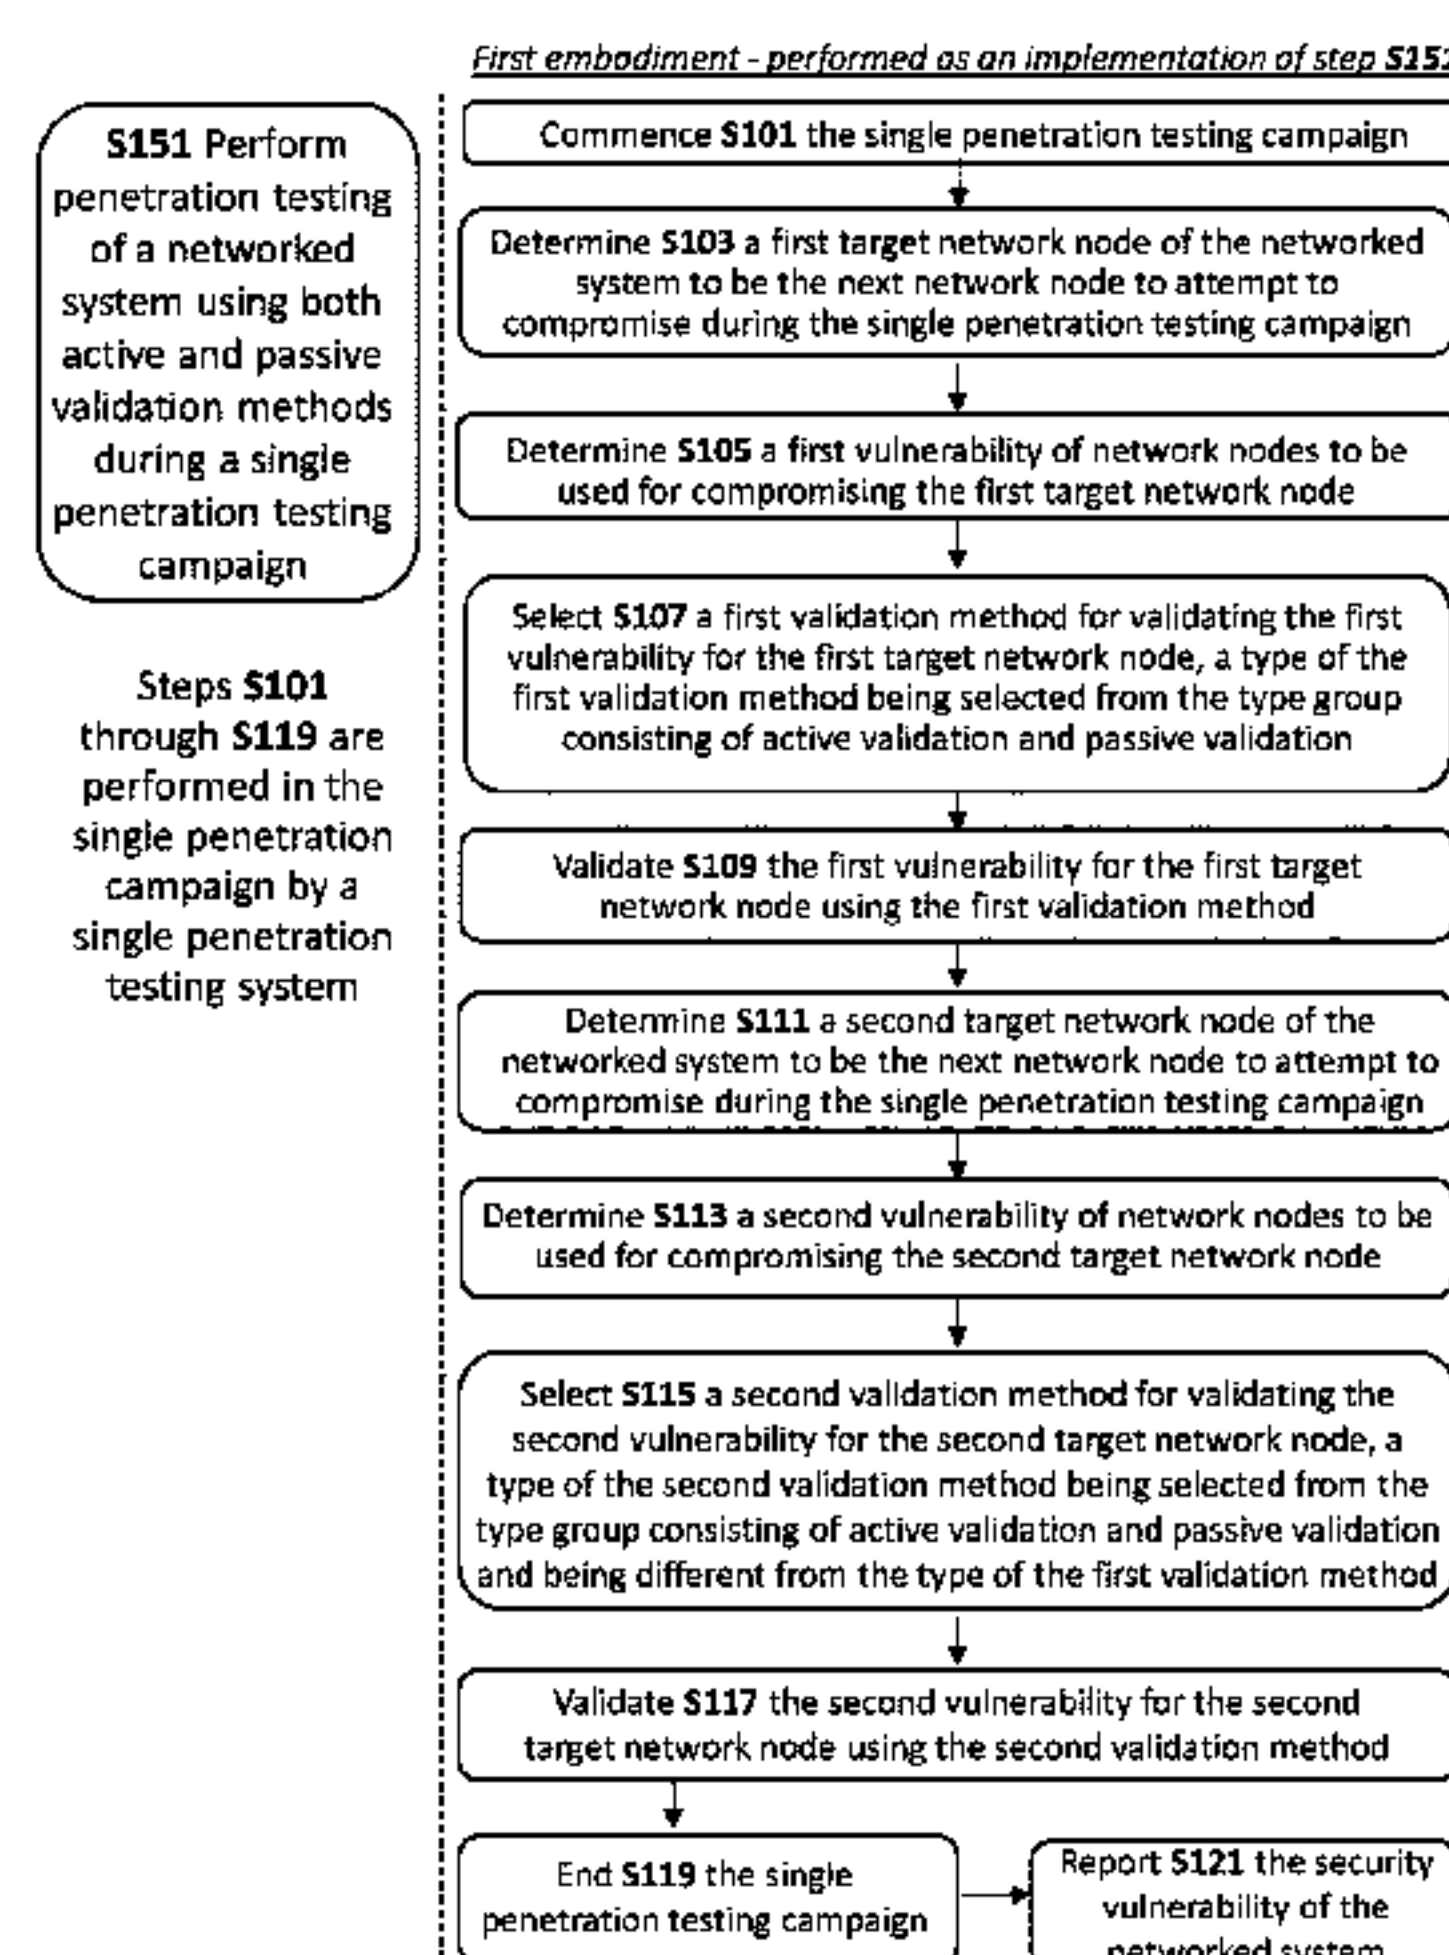 First embodiment - performed as an implementation of step S151
S151 Perform
penetration testing
of a networked
system using both
active and passive
validation methods
during a single
penetration testing
campaign
Steps S101
through S119 are
performed in the
single penetration
campaign by a
single penetration
testing system
Commence S101 the single penetration testing campaign
Determine S103 a first target network node of the networked
system to be the next network node to attempt to
compromise during the single penetration testing campaign
Determine S105 a first vulnerability of network nodes to be
used for compromising the first target network node
Select S107 a first validation method for validating the first
vulnerability for the first target network node, a type of the
first validation method being selected from the type group
consisting of active validation and passive validation
Validate S109 the first vulnerability for the first target
network node using the first validation method
Determine S111 a second target network node of the
networked system to be the next network node to attempt to
compromise during the single penetration testing campaign
Determine S113 a second vulnerability of network nodes to be
used for compromising the second target network node
Select S115 a second validation method for validating the
second vulnerability for the second target network node, a
type of the second validation method being selected from the
type group consisting of active validation and passive validation
and being different from the type of the first validation method
Validate S117 the second vulnerability for the second
target network node using the second validation method
End S119 the single
penetration testing campaign
Report S121 the security
vulnerability of the
networked system